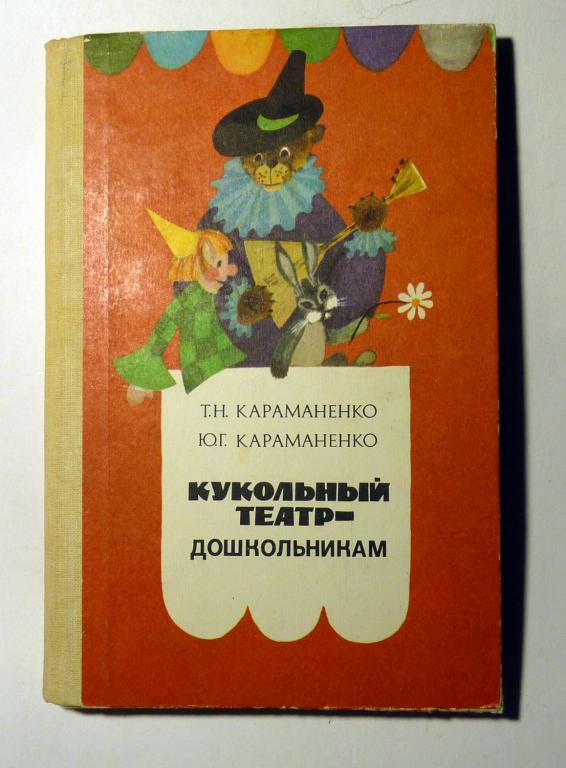 Т.Н. КАРАМАНЕНКО
Ю.Г. КАРАМАНЕНКО
КУКОЛЬНЫЙ
ТЕАТР–
ДОШКОЛЬНИКАМ